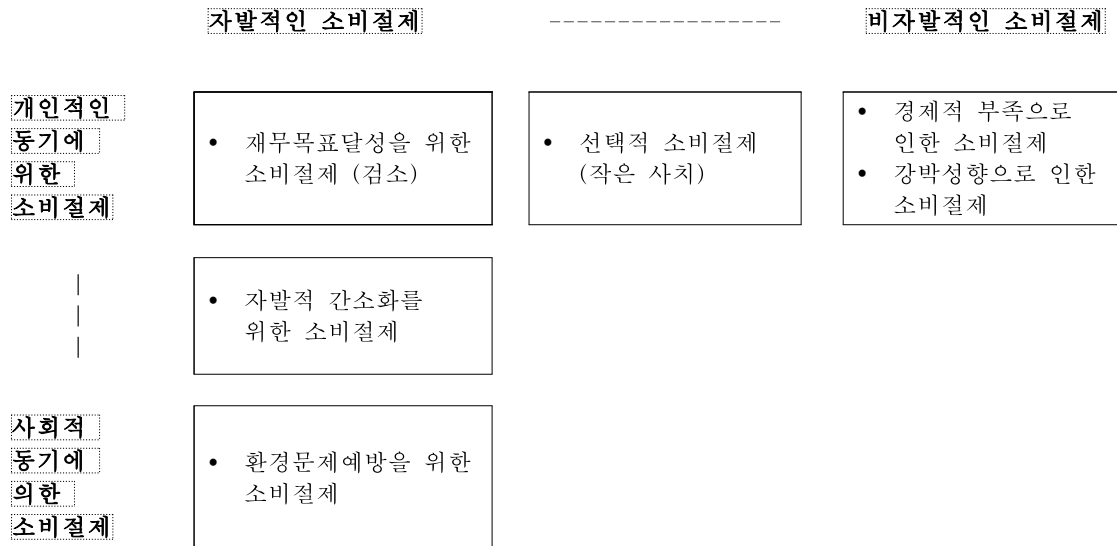 자발적인 소비절제 ---------------- 비자발적인 소비절제
개인적인
동기에
위한
소비절제
• 재무목표달성을 위한
소비절제 (검소)
• 선택적 소비절제
(작은 사치)
• 경제적 부족으로
인한 소비절제
• 강박성향으로 인한
소비절제
|
|
|
• 자발적 간소화를
위한 소비절제
사회적
동기에
의한
소비절제
• 환경문제예방을 위한
소비절제